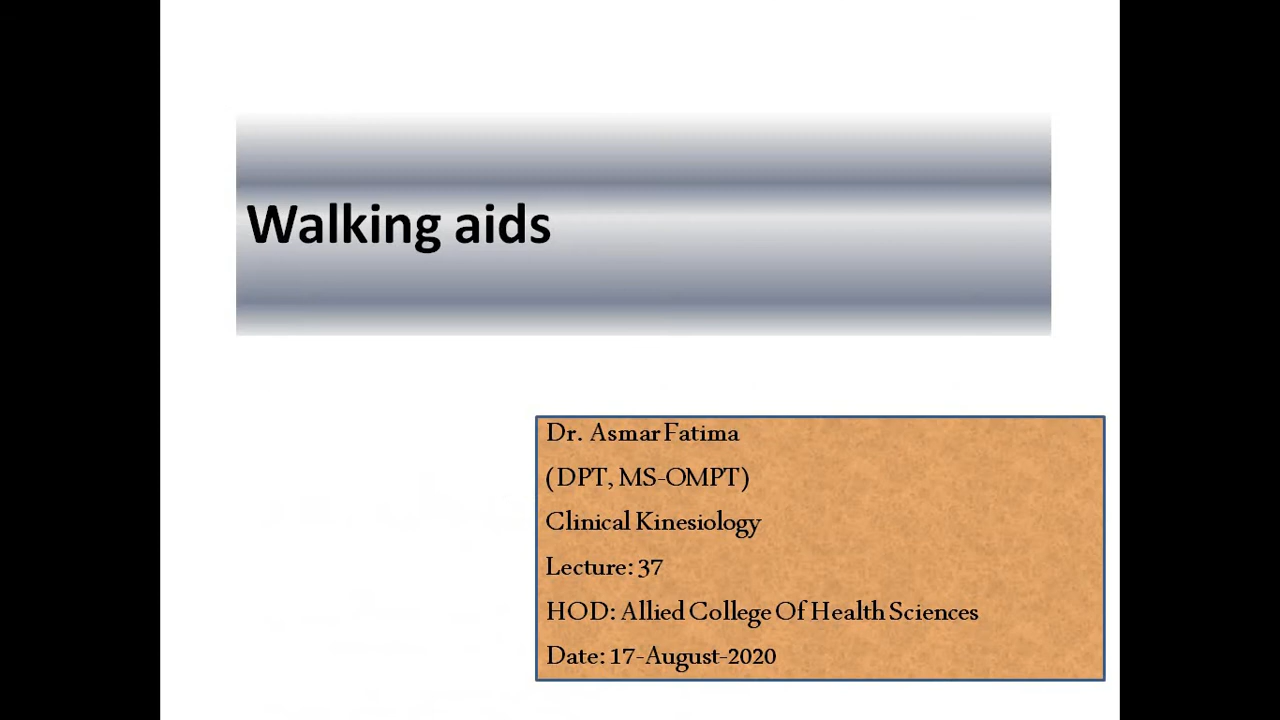 Walking aids
Dr. Asmar Fatima
(DPT, MS-OMPT)
Clinical Kinesiology
Lecture: 37
HOD: Allied College Of Health Sciences
Date: 17-August-2020